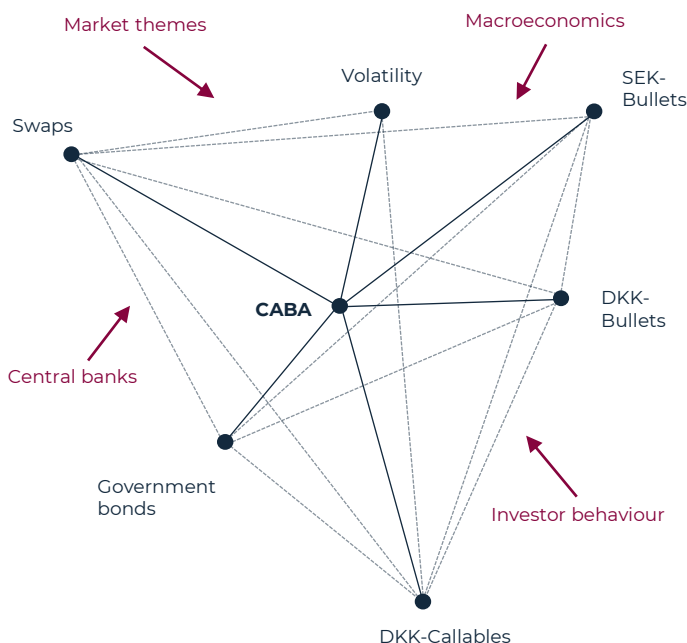 Market themes
Macroeconomics
Volatility
SEK-
Bullets
Swaps
CABA
DKK-
Bullets
Central banks
Government
bonds
Investor behaviour
DKK-Callables